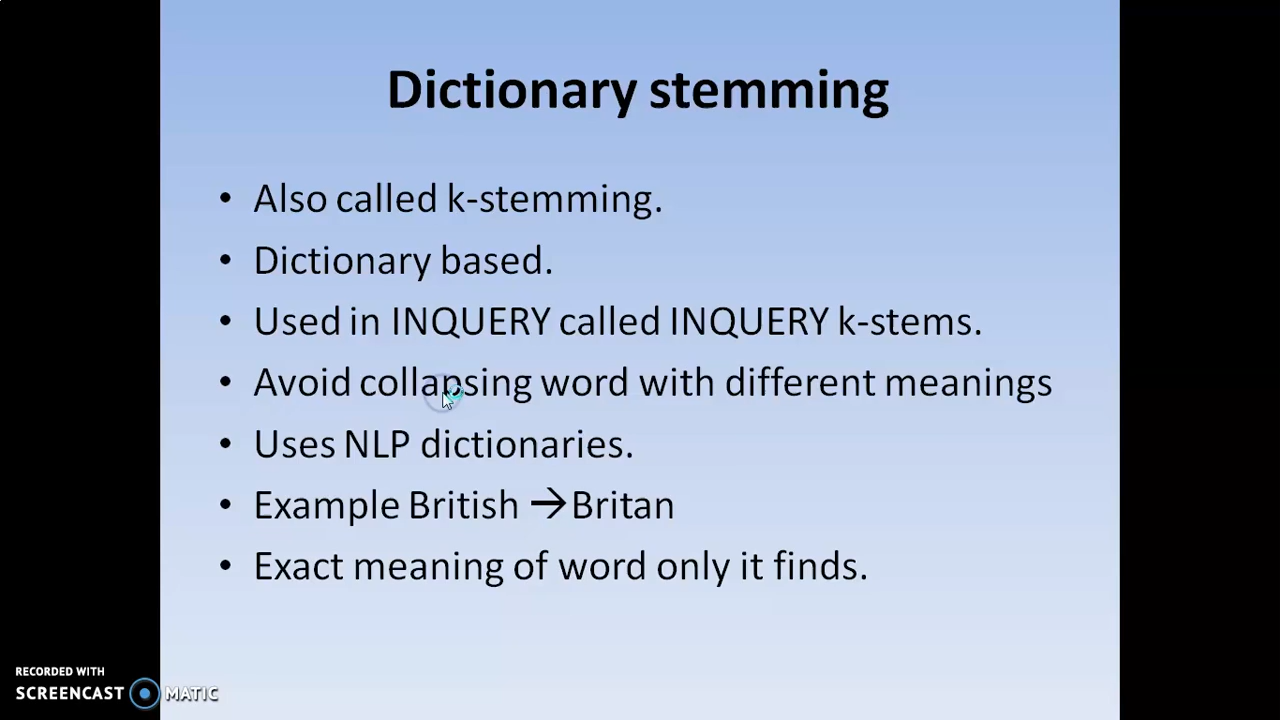 Dictionary stemming
• Also called k-stemming.
• Dictionary based.
• Used in INQUERY called INQUERY k-stems.
• Avoid collapsing word with different meanings
• Uses NLP dictionaries.
• Example British →Britan
• Exact meaning of word only it finds.
RECORDED WITH
SCREENCAST MATIC